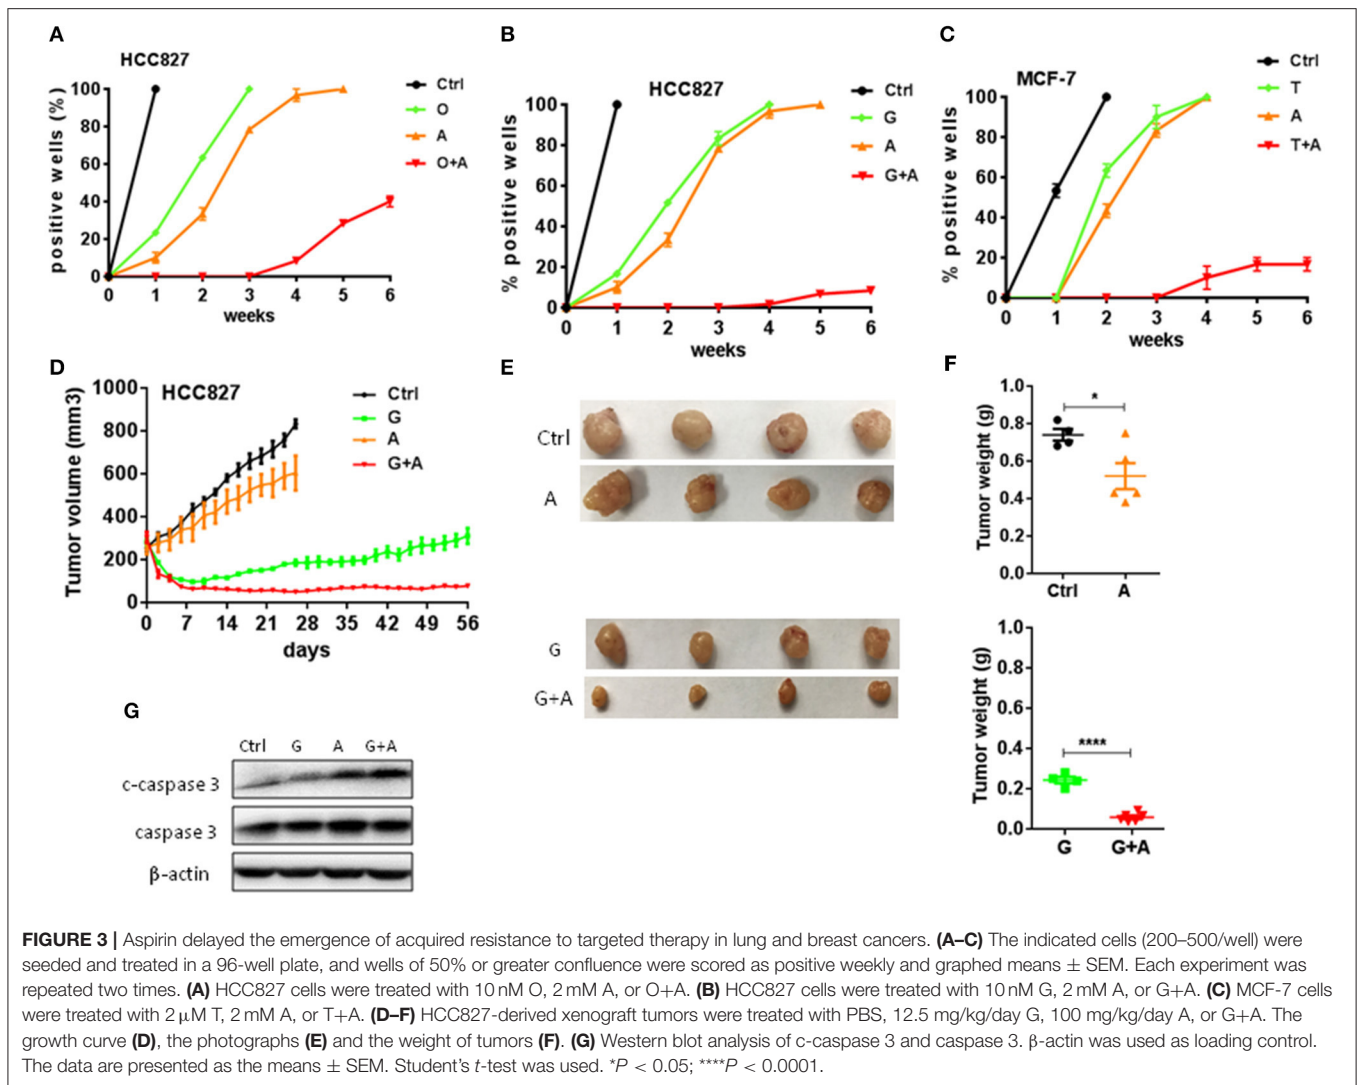 A
HCC827
positive wells (%)
100
80
60
40
20
0
0 1 2 3 4 5 6
weeks
Ctrl
O
A
O+A
B
HCC827
% positive wells
100
80
60
40
20
0
0 1 2 3 4 5 6
weeks
Ctrl
G
A
G+A
C
MCF-7
% positive wells
100
80
60
40
20
0
0 1 2 3 4 5 6
weeks
Ctrl
T
A
T+A
D
HCC827
Tumor volume (mm3)
1000
800
600
400
200
0
0 7 14 21 28 35 42 49 56
days
Ctrl
G
A
G+A
E
Ctrl
A
G
G+A
F
Tumor weight (g)
1.0
0.8
0.6
0.4
0.2
0.0
*
Ctrl A
Tumor weight (g)
1.0
0.8
0.6
0.4
0.2
0.0
****
G G+A
G
Ctrl G A G+A
c-caspase 3
caspase 3
β-actin
FIGURE 3 | Aspirin delayed the emergence of acquired resistance to targeted therapy in lung and breast cancers. (A–C) The indicated cells (200–500/well) were
seeded and treated in a 96-well plate, and wells of 50% or greater confluence were scored as positive weekly and graphed means ± SEM. Each experiment was
repeated two times. (A) HCC827 cells were treated with 10 nM O, 2 mM A, or O+A. (B) HCC827 cells were treated with 10 nM G, 2 mM A, or G+A. (C) MCF-7 cells
were treated with 2 μM T, 2 mM A, or T+A. (D–F) HCC827-derived xenograft tumors were treated with PBS, 12.5 mg/kg/day G, 100 mg/kg/day A, or G+A. The
growth curve (D), the photographs (E) and the weight of tumors (F). (G) Western blot analysis of c-caspase 3 and caspase 3. β-actin was used as loading control.
The data are presented as the means ± SEM. Student's t-test was used. *P < 0.05; ****P < 0.0001.